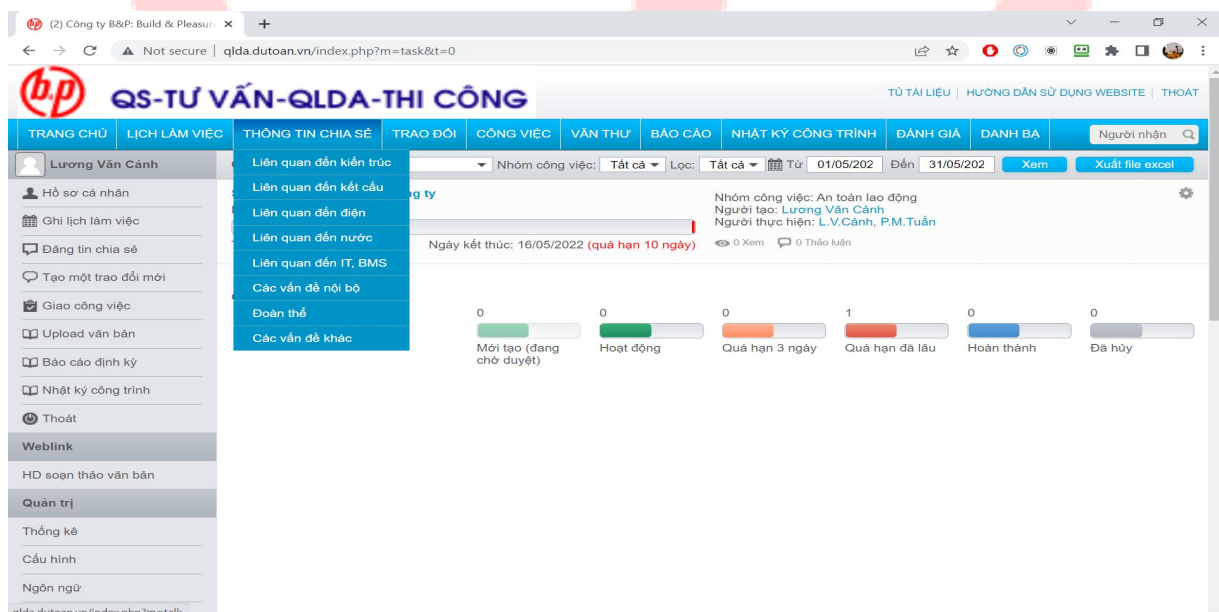 (2) Công ty B&P: Build & Pleasur
Not secure | qlda.dutoan.vn/index.php?m=task&t=0
b.p QS-TƯ VẤN-QLDA-THI CÔNG
TỦ TÀI LIỆU | HƯỚNG DẪN SỬ DỤNG WEBSITE | THOÁT
TRANG CHỦ LỊCH LÀM VIỆC THÔNG TIN CHIA SẺ TRAO ĐỔI CÔNG VIỆC VĂN THƯ BÁO CÁO NHẬT KÝ CÔNG TRÌNH ĐÁNH GIÁ DANH BẠ Người nhận
Lương Văn Cảnh
Hồ sơ cá nhân
Ghi lịch làm việc
Đăng tin chia sẻ
Tạo một trao đổi mới
Giao công việc
Upload văn bản
Báo cáo định kỳ
Nhật ký công trình
Thoát
Weblink
HD soạn thảo văn bản
Quản trị
Thống kê
Cấu hình
Ngôn ngữ
qlda.dutoan.vn/index.php?m=talk
Liên quan đến kiến trúc
Liên quan đến kết cấu
Liên quan đến điện
Liên quan đến nước
Liên quan đến IT, BMS
Các vấn đề nội bộ
Đoàn thể
Các vấn đề khác
Nhóm công việc: Tất cả Lọc: Tất cả Từ 01/05/202 Đến 31/05/202 Xem Xuất file excel
ng ty
Ngày kết thúc: 16/05/2022 (quá hạn 10 ngày)
Nhóm công việc: An toàn lao động
Người tạo: Lương Văn Cảnh
Người thực hiện: L.V.Cảnh, P.M.Tuấn
0 Xem 0 Thảo luận
0 0 0 1 0 0
Mới tạo (đang chờ duyệt) Hoạt động Quá hạn 3 ngày Quá hạn đã lâu Hoàn thành Đã hủy